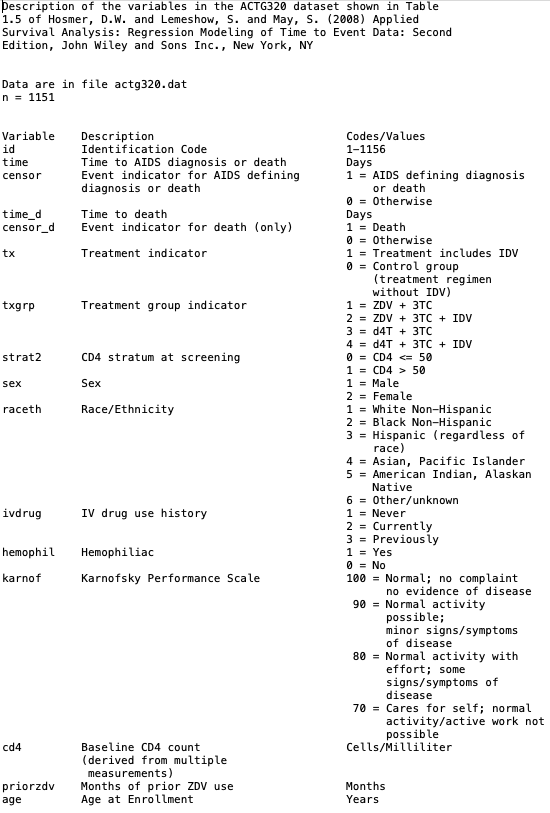 Description of the variables in the ACTG320 dataset shown in Table
1.5 of Hosmer, D.W. and Lemeshow, S. and May, S. (2008) Applied
Survival Analysis: Regression Modeling of Time to Event Data: Second
Edition, John Wiley and Sons Inc., New York, NY
Data are in file actg320.dat
n = 1151
Variable Description Codes/Values
id Identification Code 1-1156
time Time to AIDS diagnosis or death Days
censor Event indicator for AIDS defining 1 = AIDS defining diagnosis
diagnosis or death or death
0 = Otherwise
time_d Time to death Days
censor_d Event indicator for death (only) 1 = Death
0 = Otherwise
tx Treatment indicator 1 = Treatment includes IDV
0 = Control group
(treatment regimen
without IDV)
txgrp Treatment group indicator 1 = ZDV + 3TC
2 = ZDV + 3TC + IDV
3 = d4T + 3TC
4 = d4T + 3TC + IDV
strat2 CD4 stratum at screening 0 = CD4 <= 50
1 = CD4 > 50
sex Sex 1 = Male
2 = Female
raceth Race/Ethnicity 1 = White Non-Hispanic
2 = Black Non-Hispanic
3 = Hispanic (regardless of
race)
4 = Asian, Pacific Islander
5 = American Indian, Alaskan
Native
6 = Other/unknown
ivdrug IV drug use history 1 = Never
2 = Currently
3 = Previously
hemophil Hemophiliac 1 = Yes
0 = No
karnof Karnofsky Performance Scale 100 = Normal; no complaint
no evidence of disease
90 = Normal activity
possible;
minor signs/symptoms
of disease
80 = Normal activity with
effort; some
signs/symptoms of
disease
70 = Cares for self; normal
activity/active work not
possible
cd4 Baseline CD4 count Cells/Milliliter
(derived from multiple
measurements)
priorzdv Months of prior ZDV use Months
age Age at Enrollment Years